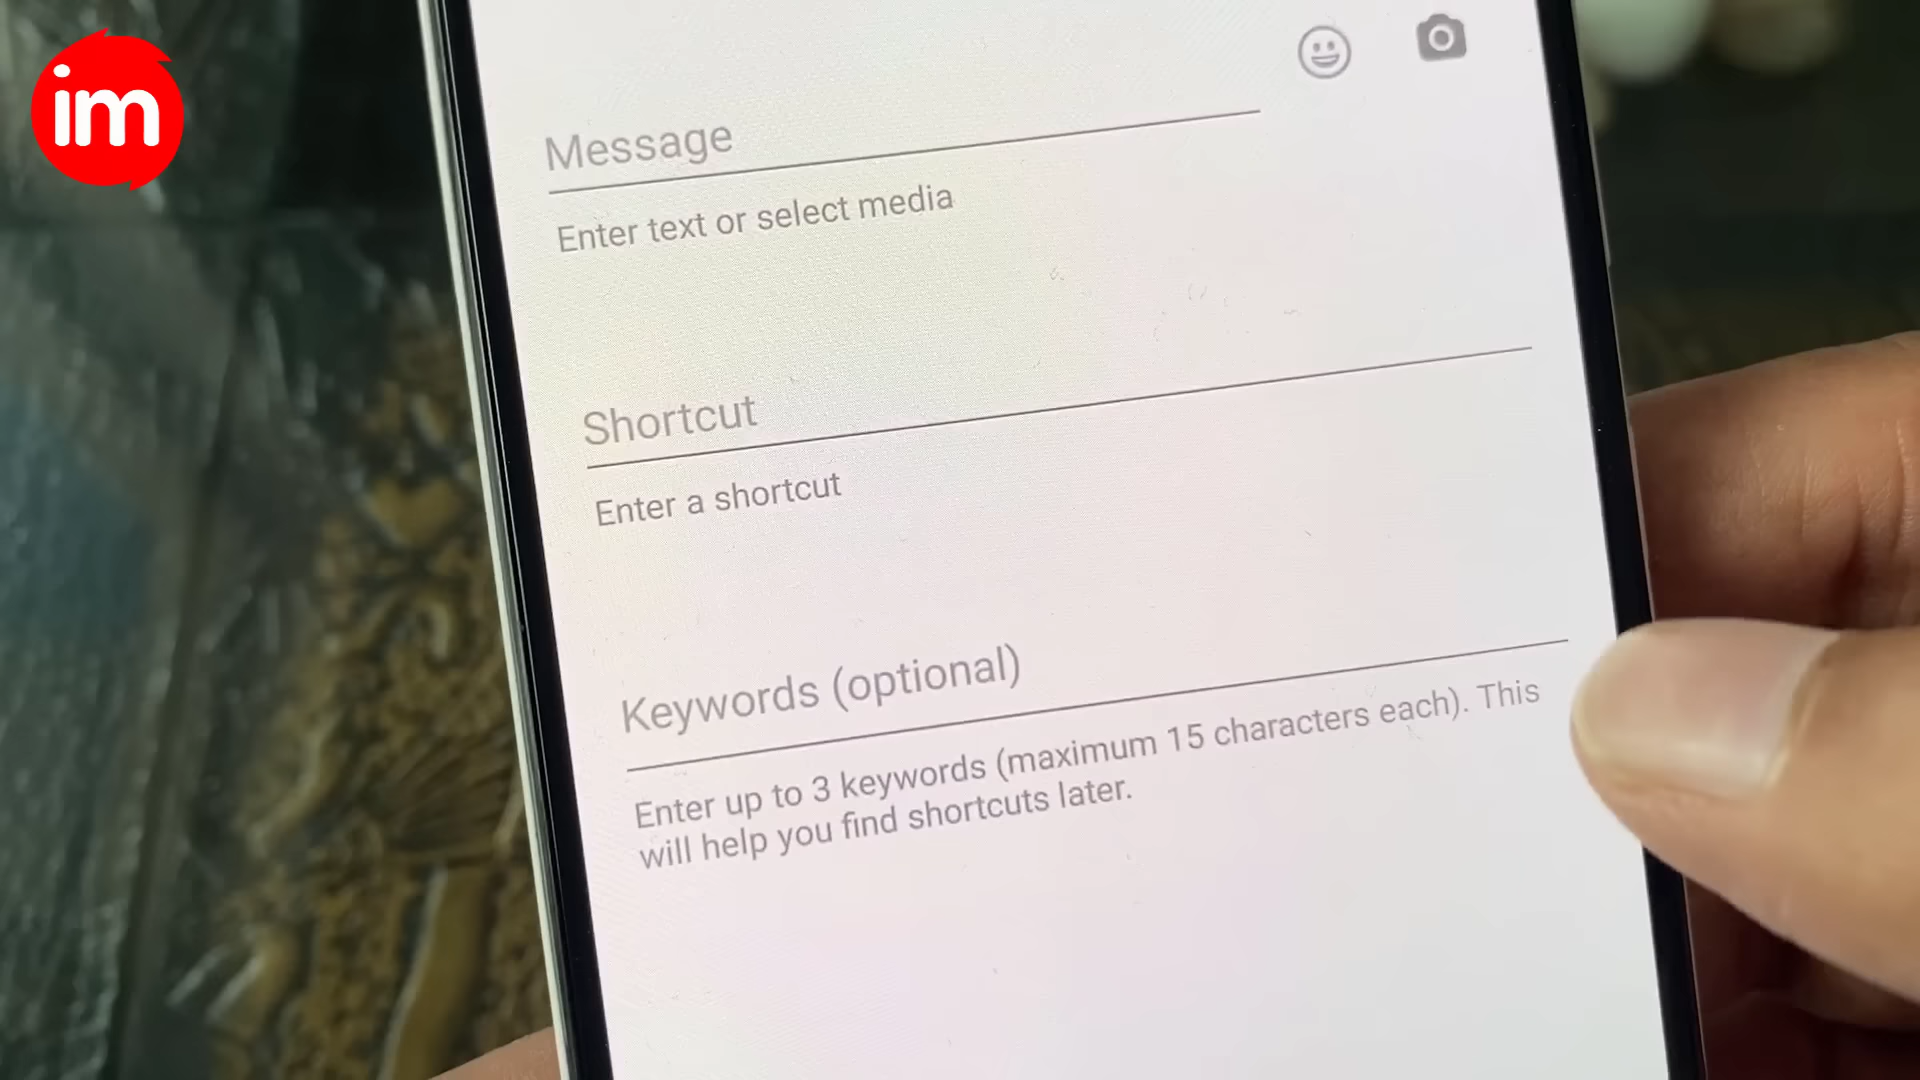 im
Message
Enter text or select media
Shortcut
Enter a shortcut
Keywords (optional)
Enter up to 3 keywords (maximum 15 characters each). This
will help you find shortcuts later.